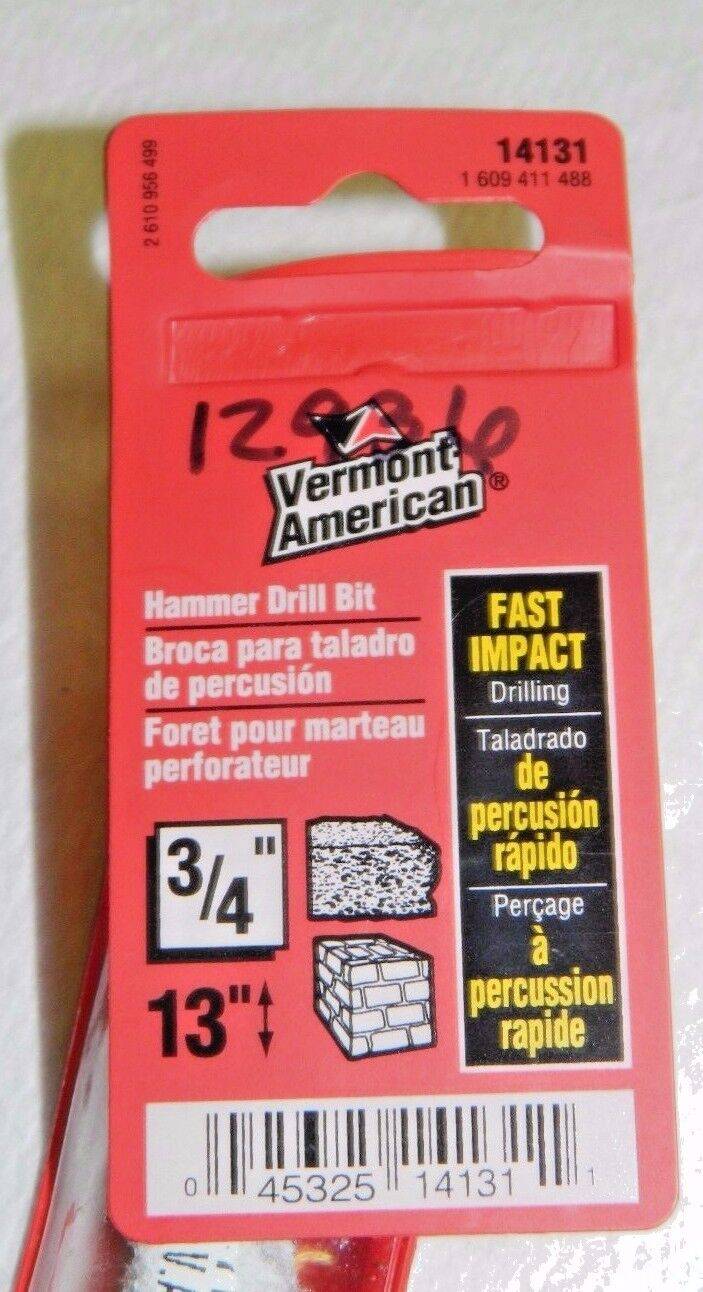 2 610 956 499
14131
1 609 411 488
Vermont
American®
Hammer Drill Bit
Broca para taladro
de percusión
Foret pour marteau
perforateur
3/4"
13"
FAST
IMPACT
Drilling
Taladrado
de
percusión
rápido
Perçage
à
percussion
rapide
0 45325 14131 1